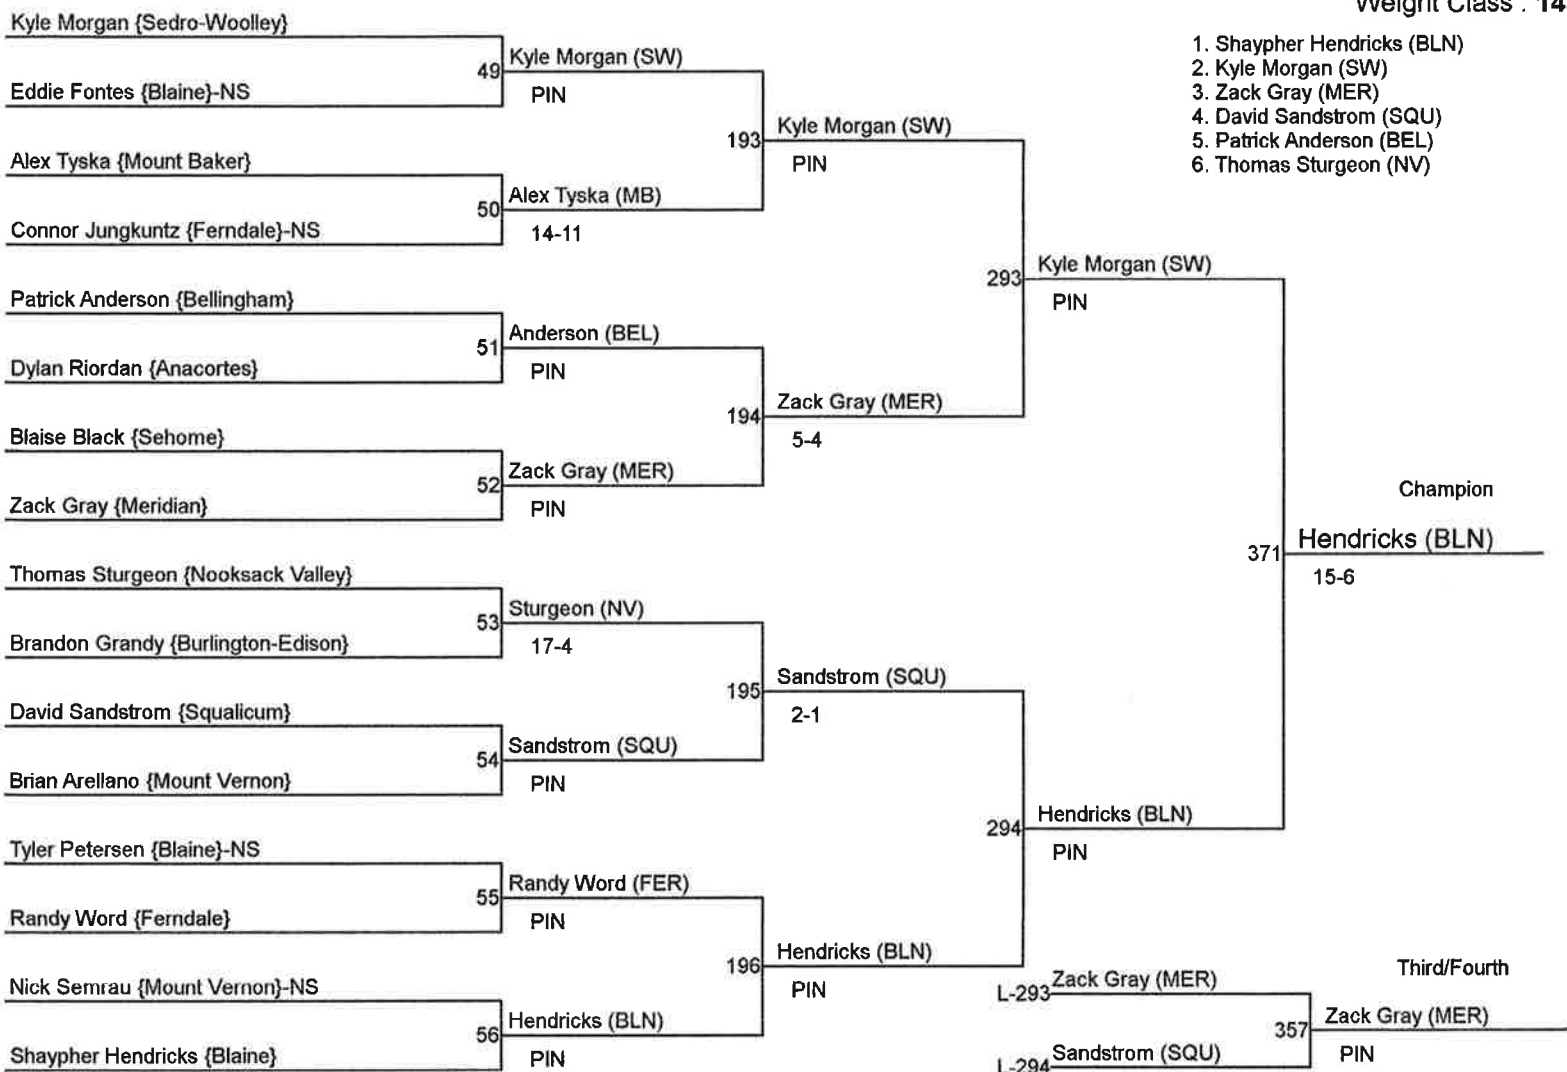 Weight Class : 14
Kyle Morgan {Sedro-Woolley}
Eddie Fontes {Blaine}-NS
Alex Tyska {Mount Baker}
Connor Jungkuntz {Ferndale}-NS
Patrick Anderson {Bellingham}
Dylan Riordan {Anacortes}
Blaise Black {Sehome}
Zack Gray {Meridian}
Thomas Sturgeon {Nooksack Valley}
Brandon Grandy {Burlington-Edison}
David Sandstrom {Squalicum}
Brian Arellano {Mount Vernon}
Tyler Petersen {Blaine}-NS
Randy Word {Ferndale}
Nick Semrau {Mount Vernon}-NS
Shaypher Hendricks {Blaine}
49 Kyle Morgan (SW)
PIN
50 Alex Tyska (MB)
14-11
51 Anderson (BEL)
PIN
52 Zack Gray (MER)
PIN
53 Sturgeon (NV)
17-4
54 Sandstrom (SQU)
PIN
55 Randy Word (FER)
PIN
56 Hendricks (BLN)
PIN
193 Kyle Morgan (SW)
PIN
194 Zack Gray (MER)
5-4
195 Sandstrom (SQU)
2-1
196 Hendricks (BLN)
PIN
293 Kyle Morgan (SW)
PIN
294 Hendricks (BLN)
PIN
1. Shaypher Hendricks (BLN)
2. Kyle Morgan (SW)
3. Zack Gray (MER)
4. David Sandstrom (SQU)
5. Patrick Anderson (BEL)
6. Thomas Sturgeon (NV)
Champion
371 Hendricks (BLN)
15-6
Third/Fourth
L-293 Zack Gray (MER)
L-294 Sandstrom (SQU)
357 Zack Gray (MER)
PIN